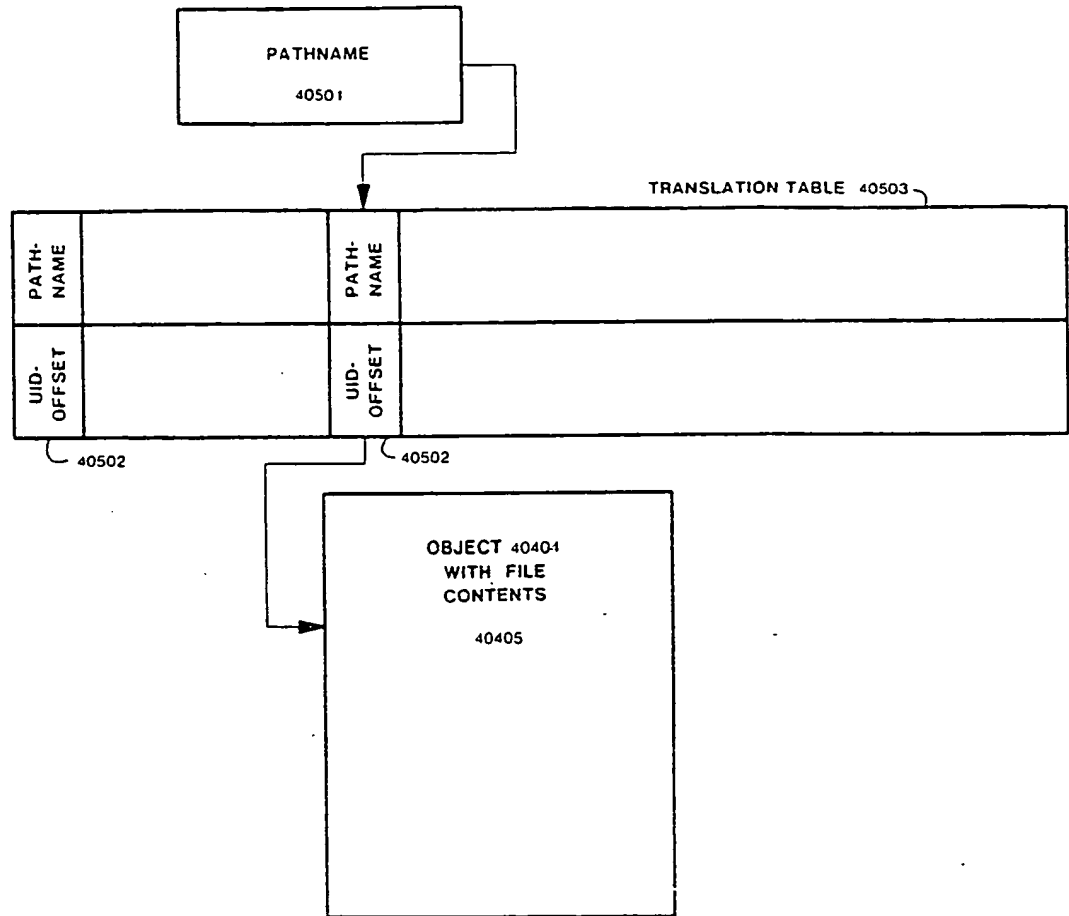 PATHNAME
40501
TRANSLATION TABLE 40503
PATH-
NAME
PATH-
NAME
UID-
OFFSET
UID-
OFFSET
40502
40502
OBJECT 40404
WITH FILE
CONTENTS
40405